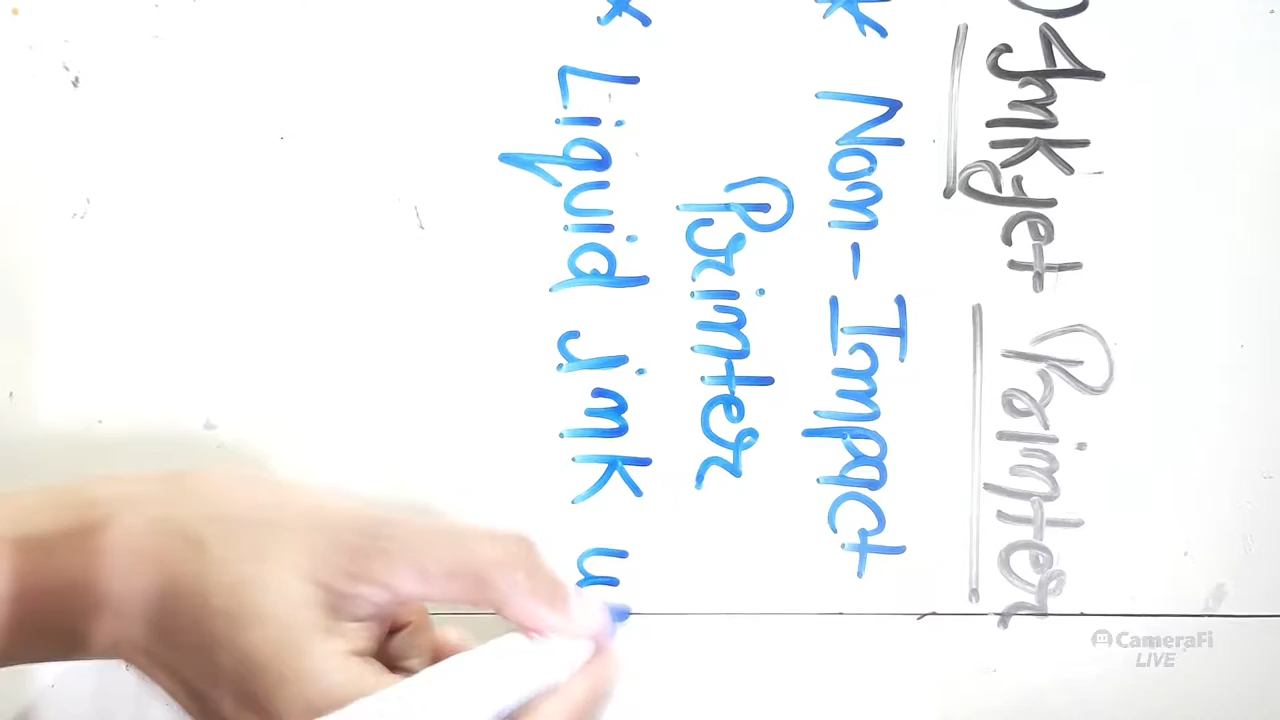 Inkjet Printer
* Non-Impact
Printer
* Liquid ink
CameraFi
LIVE